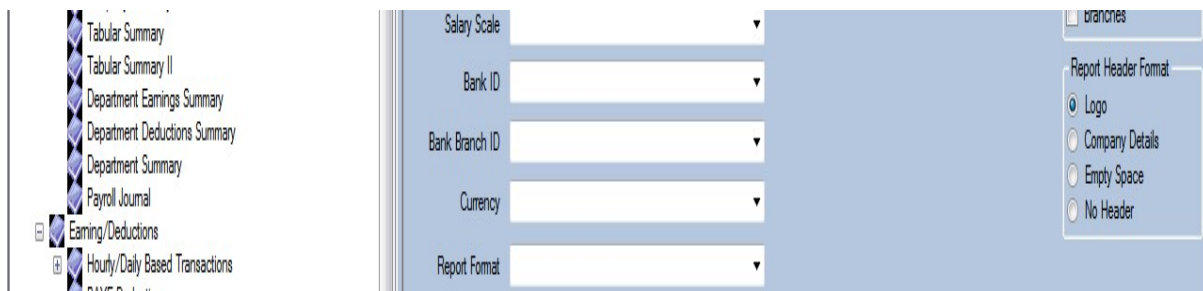 Tabular Summary
Tabular Summary II
Department Earnings Summary
Department Deductions Summary
Department Summary
Payroll Journal
Earning/Deductions
Hourly/Daily Based Transactions
Salary Scale
Bank ID
Bank Branch ID
Currency
Report Format
Branches
Report Header Format
Logo
Company Details
Empty Space
No Header